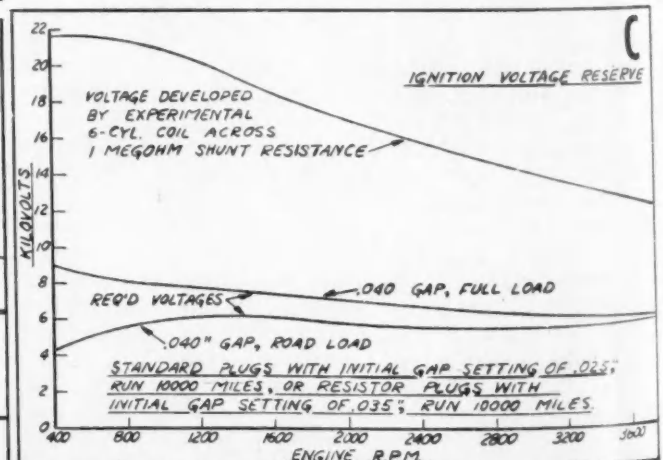 C
IGNITION VOLTAGE RESERVE
VOLTAGE DEVELOPED
BY EXPERIMENTAL
6-CYL. COIL ACROSS
1 MEGOHM SHUNT RESISTANCE
KILOVOLTS
22
20
18
16
14
12
10
8
6
4
2
0
.040 GAP, FULL LOAD
REQ'D VOLTAGES
.040" GAP, ROAD LOAD
STANDARD PLUGS WITH INITIAL GAP SETTING OF .025",
RUN 10000 MILES, OR RESISTOR PLUGS WITH
INITIAL GAP SETTING OF .035", RUN 10000 MILES.
400 800 1200 1600 2000 2400 2800 3200 3600
ENGINE R.P.M.